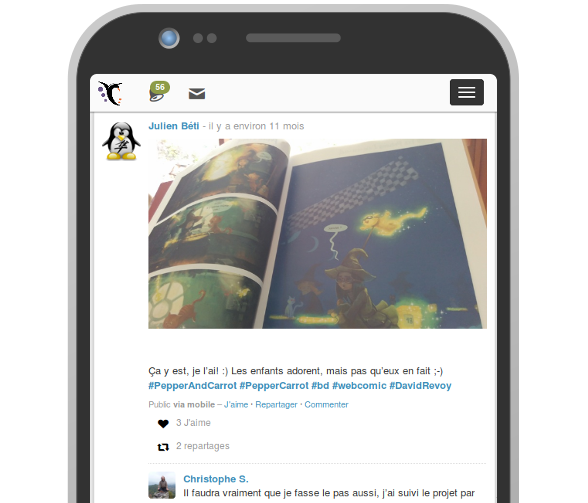 56
Julien Béti - il y a environ 11 mois
Ça y est, je l'ai! :) Les enfants adorent, mais pas qu'eux en fait ;-)
#PepperAndCarrot #PepperCarrot #bd #webcomic #DavidRevoy
Public via mobile – J'aime · Repartager · Commenter
3 J'aime
2 repartages
Christophe S.
Il faudra vraiment que je fasse le pas aussi, j'ai suivi le projet par